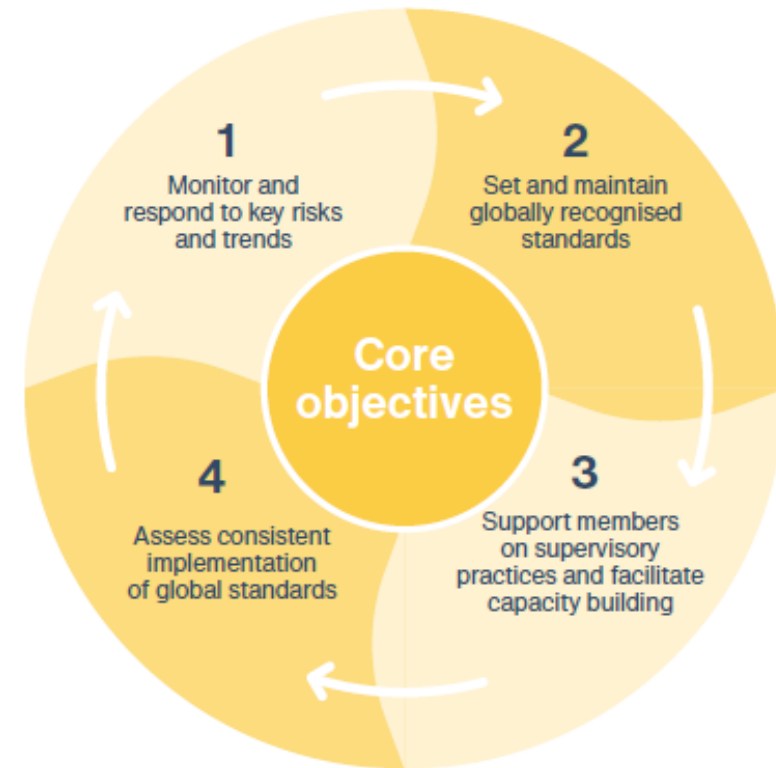 1
Monitor and
respond to key risks
and trends
2
Set and maintain
globally recognised
standards
Core
objectives
3
Support members
on supervisory
practices and facilitate
capacity building
4
Assess consistent
implementation
of global standards